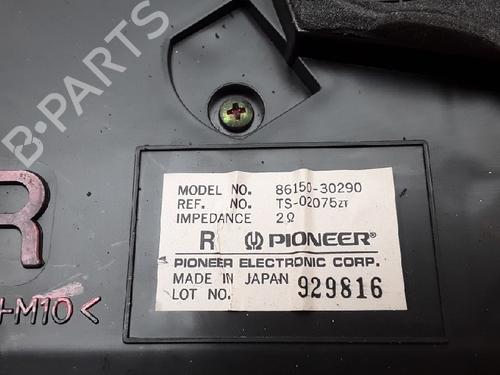 B-PARTS
R
+M10<
MODEL NO. 86150-30290
REF. NO. TS-02075ZT
IMPEDANCE 2Ω
R PIONEER®
PIONEER ELECTRONIC CORP.
MADE IN JAPAN
LOT NO. 929816